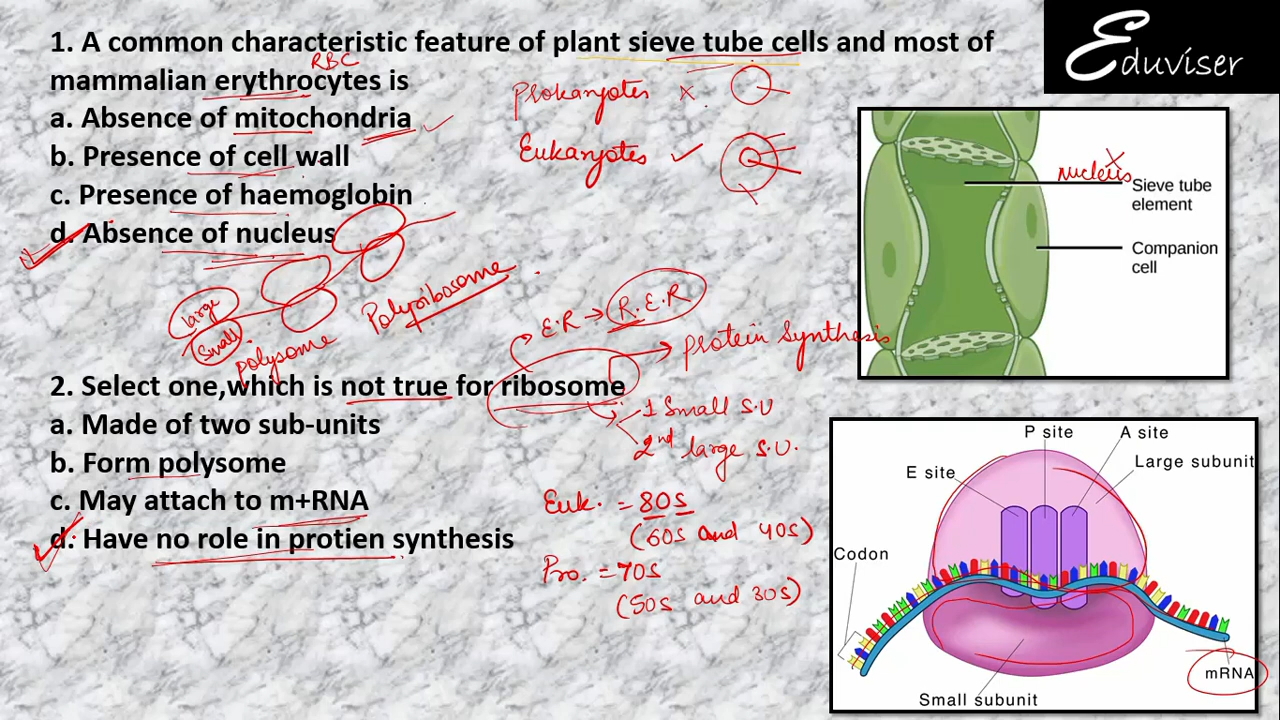 Eduviser
1. A common characteristic feature of plant sieve tube cells and most of
RBC
mammalian erythrocytes is
a. Absence of mitochondria
b. Presence of cell wall
c. Presence of haemoglobin
d. Absence of nucleus
Prokaryotes x
Eukaryotes
nucleus
Sieve tube
element
Companion
cell
large
small
polysome
Polyribosome
E.R → R.E.R
protein synthesis
2. Select one,which is not true for ribosome
a. Made of two sub-units
b. Form polysome
c. May attach to m+RNA
d. Have no role in protien synthesis
1 small S.U
2nd large S.U.
Euk. = 80S
(60S and 40S)
Pro. = 70S
(50S and 30S)
P site
A site
E site
Large subunit
Codon
mRNA
Small subunit